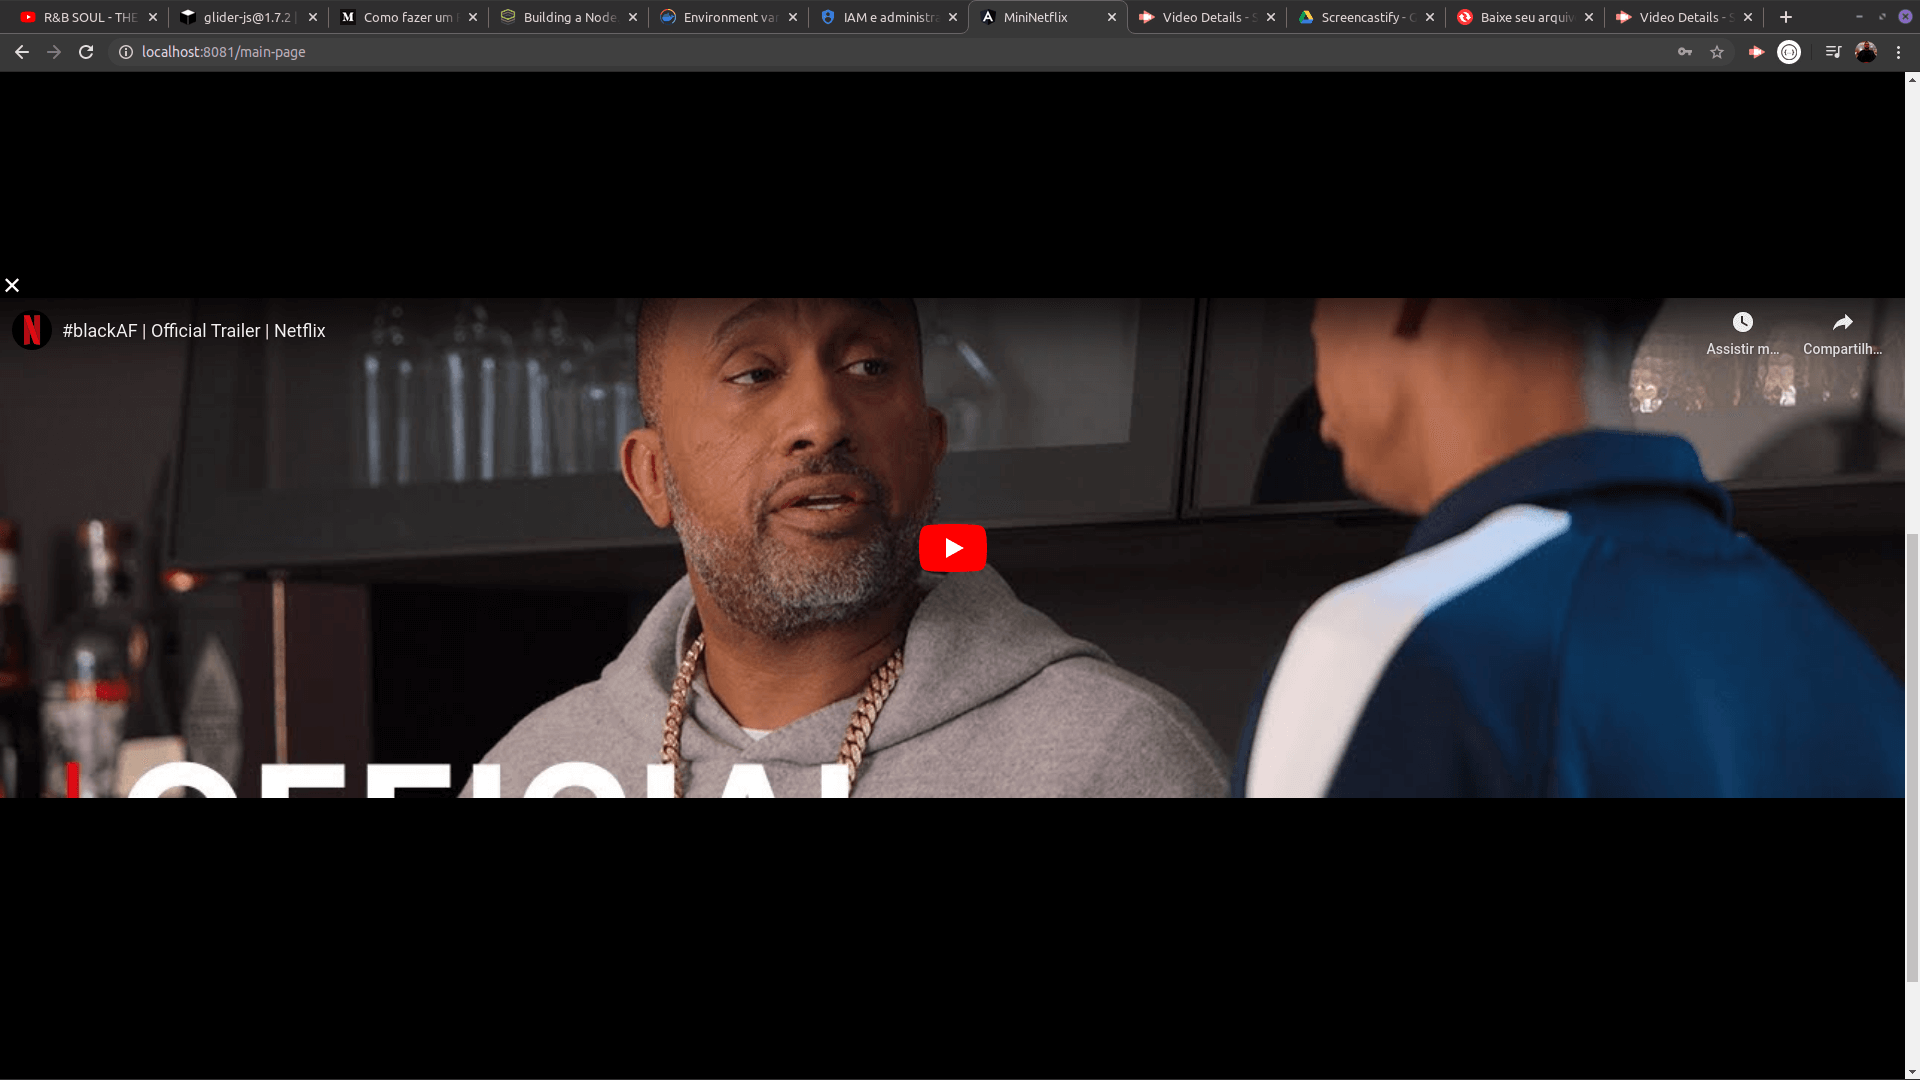 R&B SOUL - THE
glider-js@1.7.2 |
Como fazer um
Building a Node.
Environment var
IAM e administra
MiniNetflix
Video Details - S
Screencastify - G
Baixe seu arquiv
Video Details - S
localhost:8081/main-page
#blackAF | Official Trailer | Netflix
Assistir m...
Compartilh...
OFFICIAL